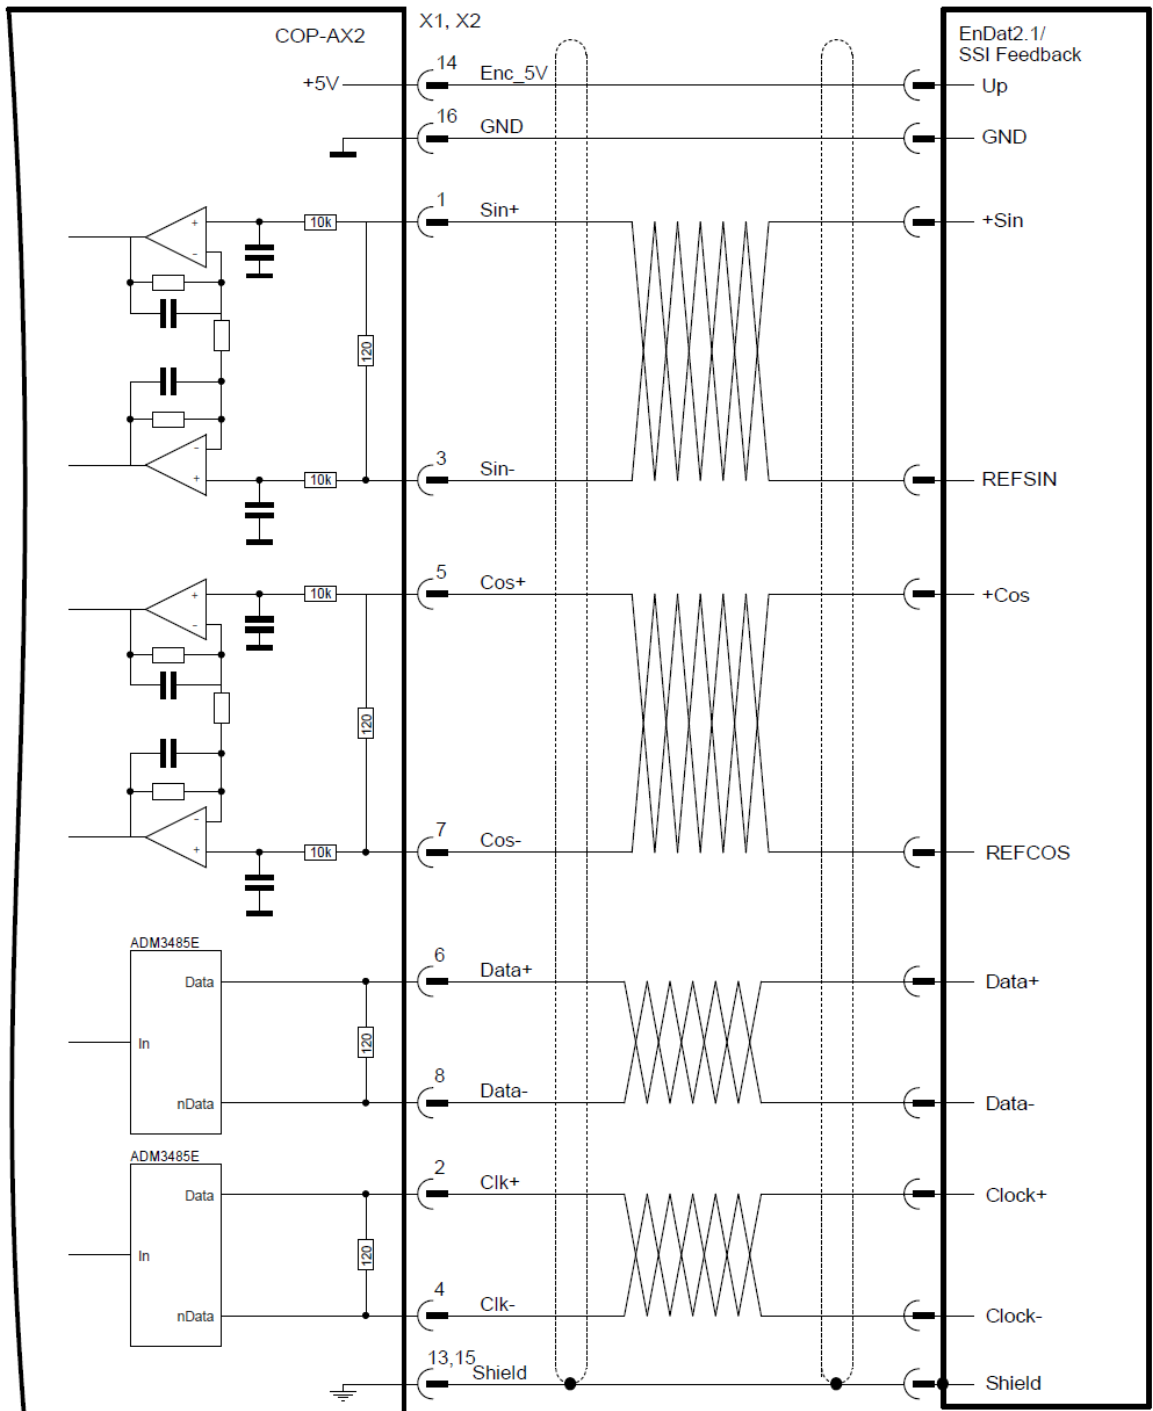 COP-AX2
X1, X2
EnDat2.1/
SSI Feedback
+5V
14
Enc_5V
Up
16
GND
GND
+
-
10k
1
Sin+
+Sin
120
-
+
10k
3
Sin-
REFSIN
+
-
10k
5
Cos+
+Cos
120
-
+
10k
7
Cos-
REFCOS
ADM3485E
Data
6
Data+
Data+
In
120
nData
8
Data-
Data-
ADM3485E
Data
2
Clk+
Clock+
In
120
nData
4
Clk-
Clock-
13,15
Shield
Shield